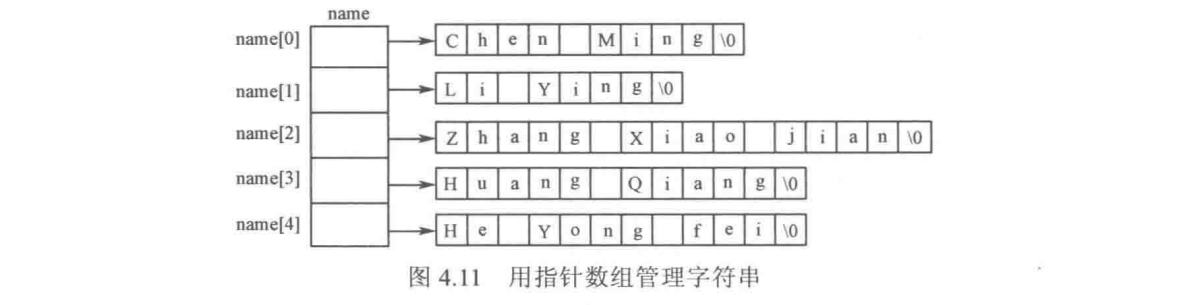 name
name[0] C h e n M i n g \0
name[1] L i Y i n g \0
name[2] Z h a n g X i a o j i a n \0
name[3] H u a n g Q i a n g \0
name[4] H e Y o n g f e i \0
图 4.11 用指针数组管理字符串